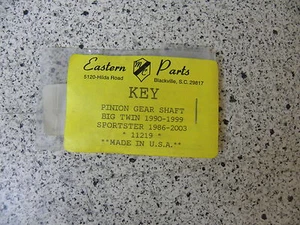 Eastern MC Parts
5120-Hilda Road Blackville, S.C. 29817
KEY
PINION GEAR SHAFT
BIG TWIN 1990-1999
SPORTSTER 1986-2003
* 11219 *
**MADE IN U.S.A.**